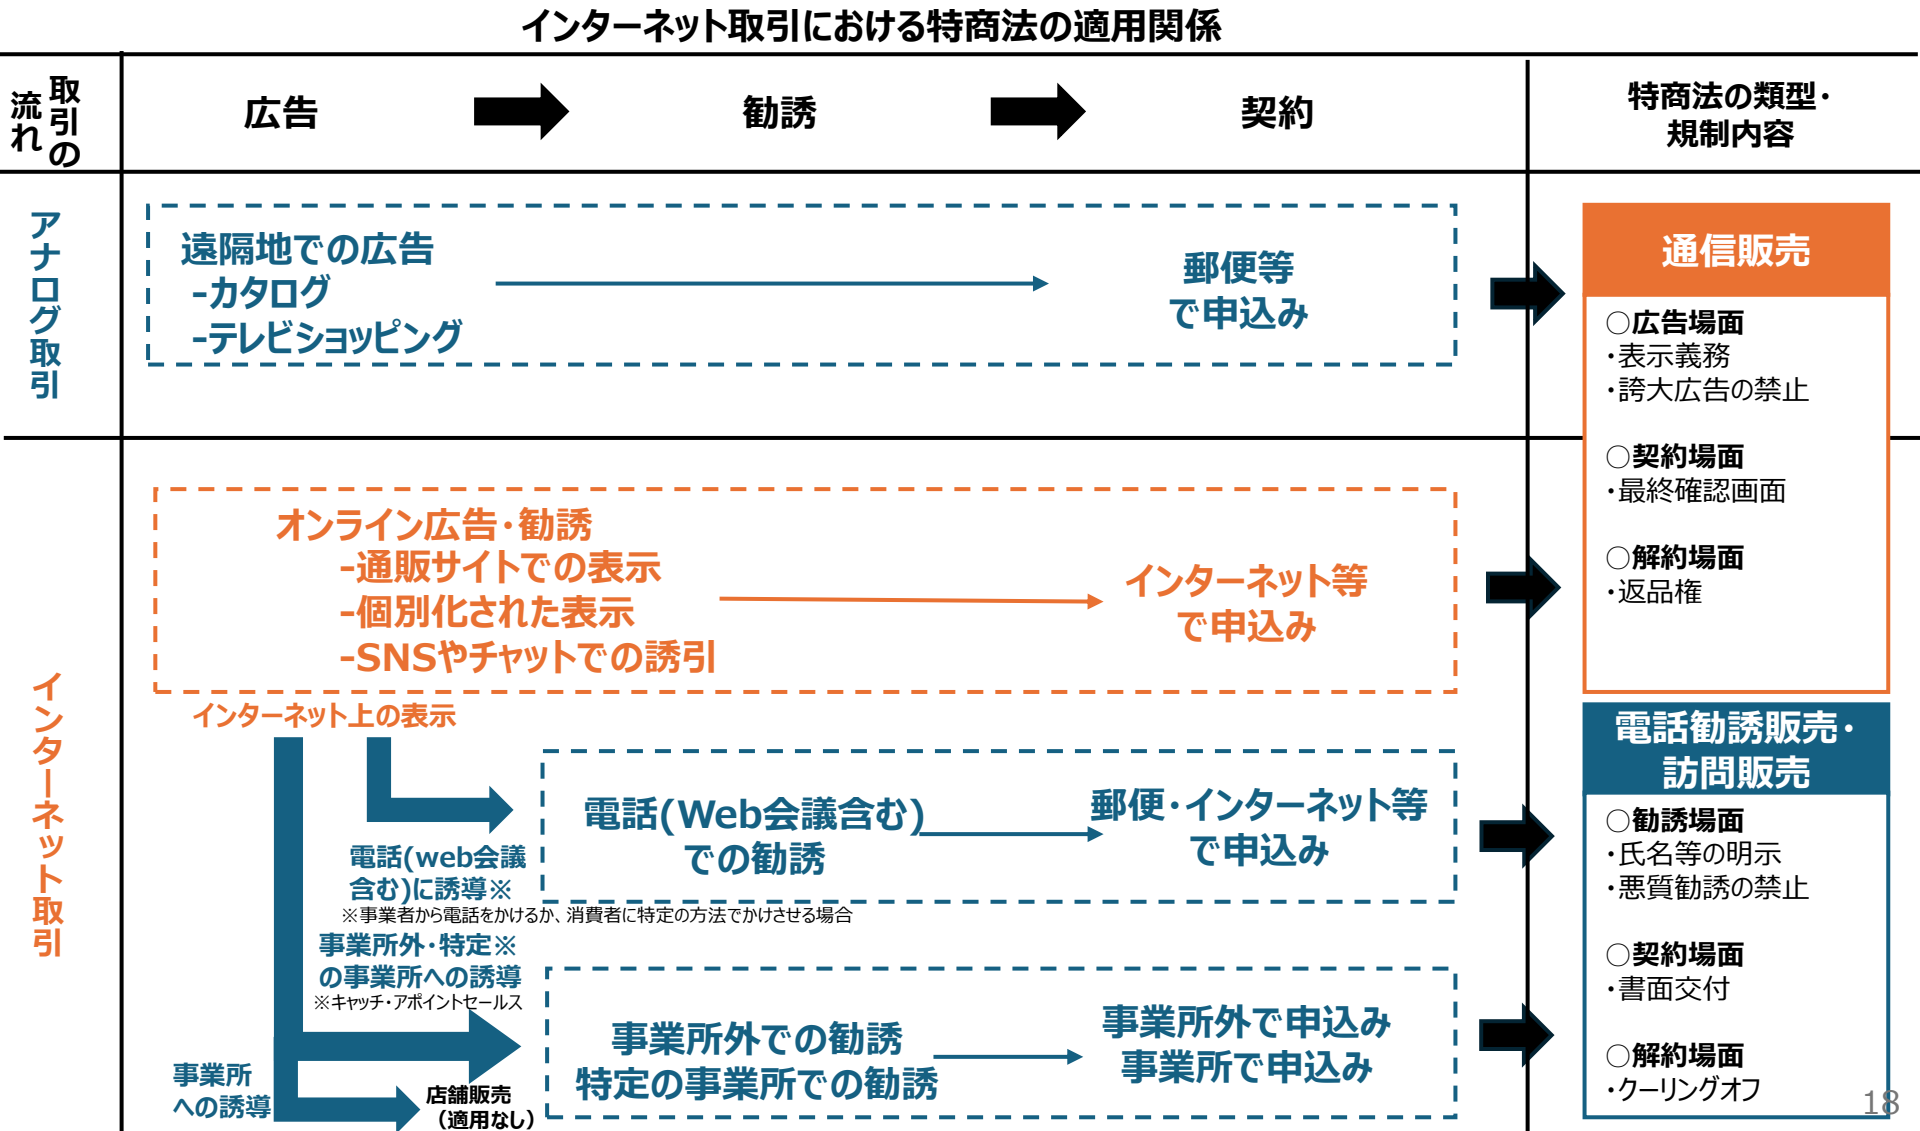 インターネット取引における特商法の適用関係
取引の
流れ
広告
勧誘
契約
特商法の類型・
規制内容
アナログ取引
遠隔地での広告
-カタログ
-テレビショッピング
郵便等
で申込み
通信販売
○広告場面
・表示義務
・誇大広告の禁止
○契約場面
・最終確認画面
○解約場面
・返品権
インターネット取引
オンライン広告・勧誘
-通販サイトでの表示
-個別化された表示
-SNSやチャットでの誘引
インターネット等
で申込み
インターネット上の表示
電話(web会議
含む)に誘導※
※事業者から電話をかけるか、消費者に特定の方法でかけさせる場合
電話(Web会議含む)
での勧誘
郵便・インターネット等
で申込み
電話勧誘販売・
訪問販売
○勧誘場面
・氏名等の明示
・悪質勧誘の禁止
○契約場面
・書面交付
○解約場面
・クーリングオフ
事業所外・特定※
の事業所への誘導
※キャッチ・アポイントセールス
事業所外での勧誘
特定の事業所での勧誘
事業所外で申込み
事業所で申込み
事業所
への誘導
店舗販売
（適用なし）
18